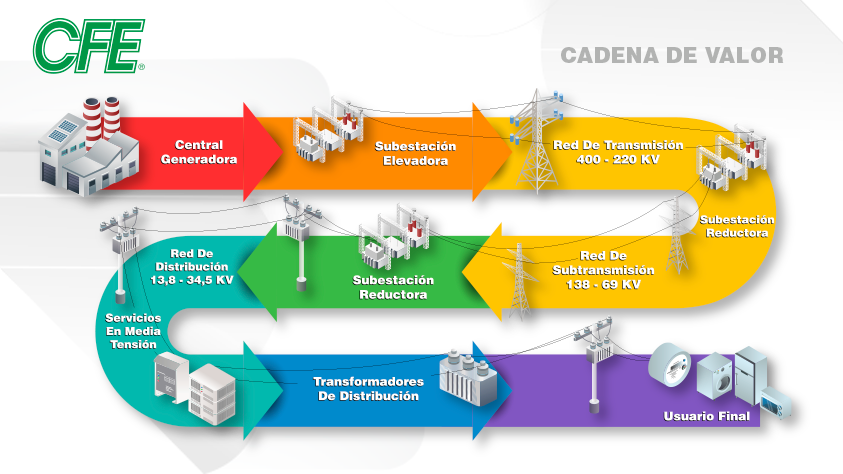 CFE®
CADENA DE VALOR
Central
Generadora
Subestación
Elevadora
Red De Transmisión
400 - 220 KV
Subestación
Reductora
Red De
Subtransmisión
138 - 69 KV
Subestación
Reductora
Red De
Distribución
13,8 - 34,5 KV
Servicios
En Media
Tensión
Transformadores
De Distribución
Usuario Final